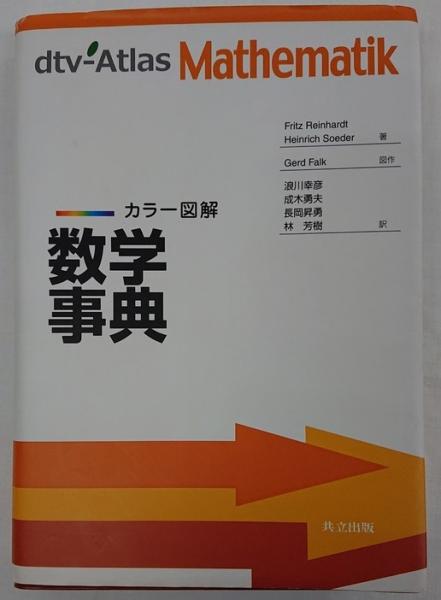 dtv-Atlas Mathematik
Fritz Reinhardt
Heinrich Soeder 著
Gerd Falk 図作
浪川幸彦
成木勇夫
長岡昇勇
林 芳樹 訳
カラー図解
数学
事典
共立出版